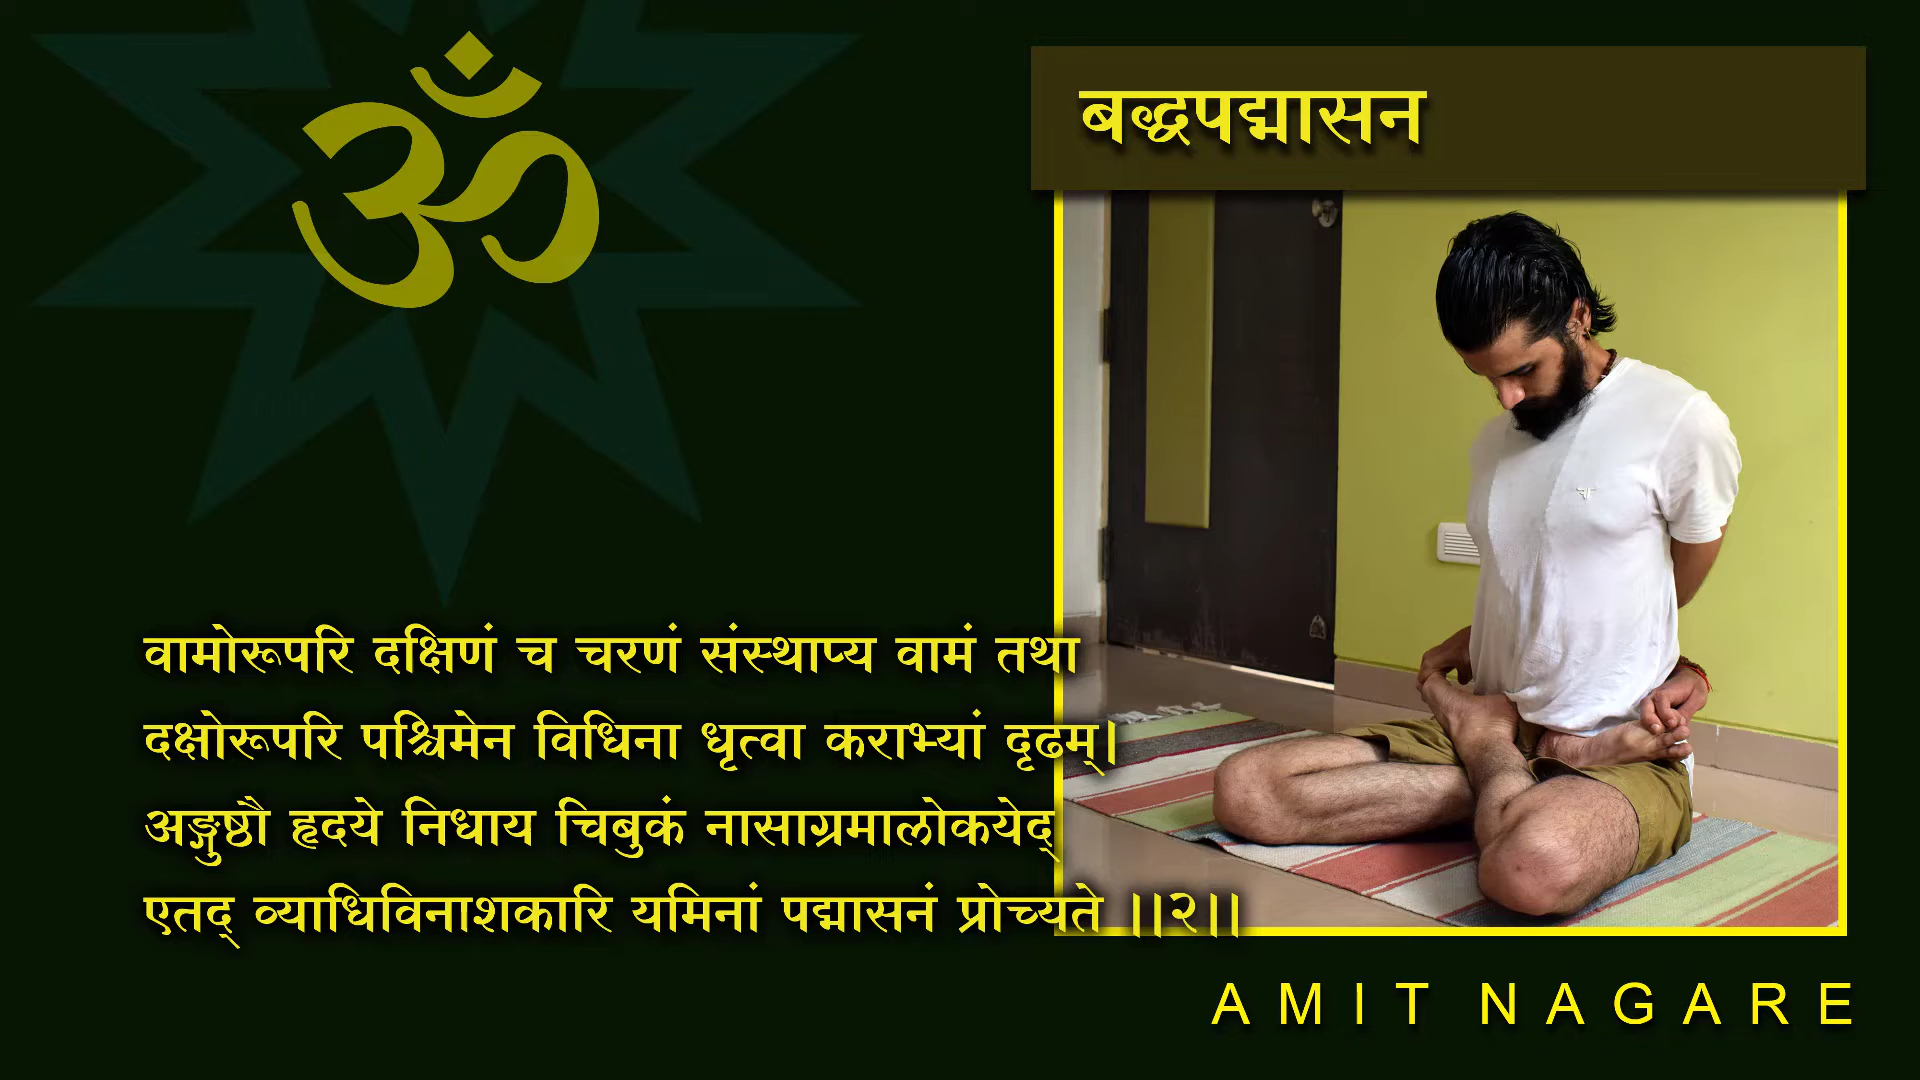 ॐ
बद्धपद्मासन
वामोरूपरि दक्षिणं च चरणं संस्थाप्य वामं तथा
दक्षोरूपरि पश्चिमेन विधिना धृत्वा कराभ्यां दृढम्।
अङ्गुष्ठौ हृदये निधाय चिबुकं नासाग्रमालोकयेद्
एतद् व्याधिविनाशकारि यमिनां पद्मासनं प्रोच्यते ।।२।।
AMIT NAGARE